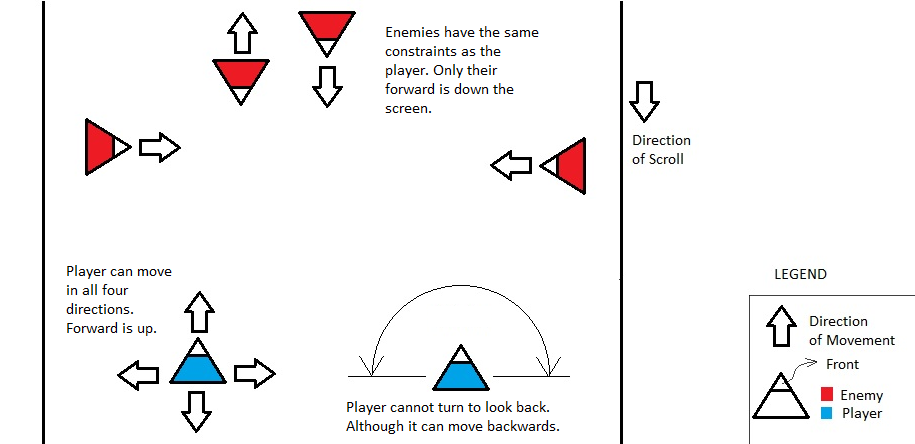 Enemies have the same
constraints as the
player. Only their
forward is down the
screen.
Direction
of Scroll
Player can move
in all four
directions.
Forward is up.
Player cannot turn to look back.
Although it can move backwards.
LEGEND
Direction
of Movement
Front
Enemy
Player